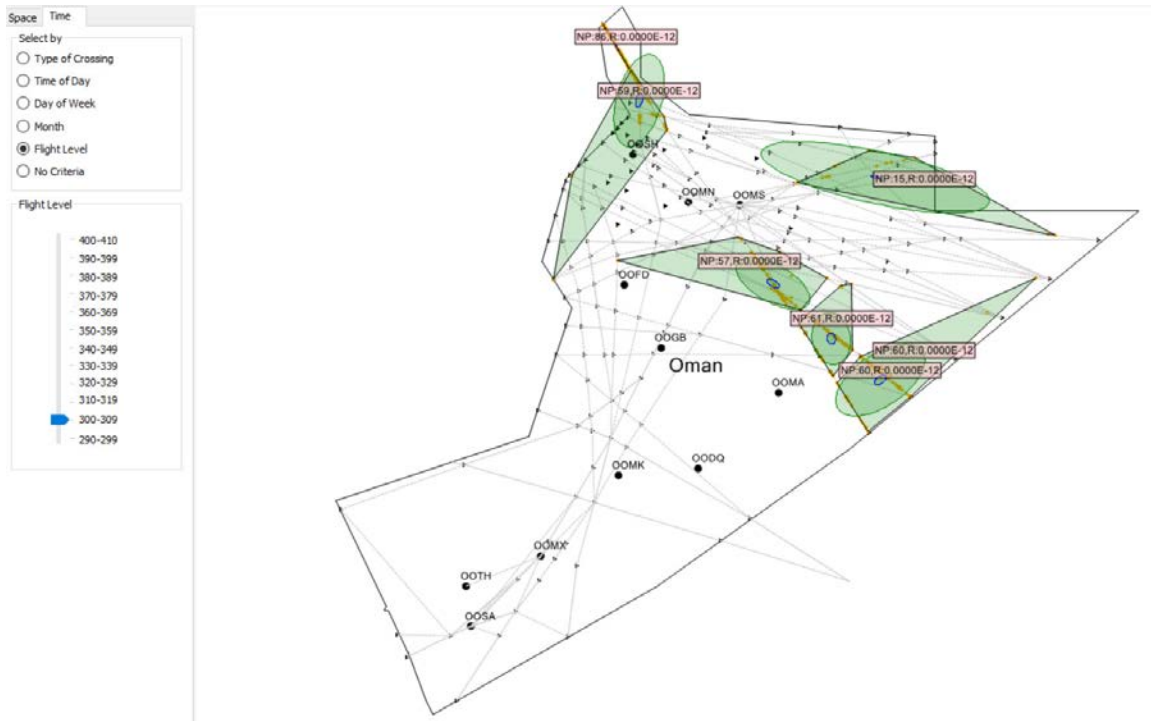 Space Time
Select by
Type of Crossing
Time of Day
Day of Week
Month
Flight Level
No Criteria
Flight Level
400-410
390-399
380-389
370-379
360-369
350-359
340-349
330-339
320-329
310-319
300-309
290-299
NP:86,R:0.0000E-12
NP:59,R:0.0000E-12
OOSH
NP:15,R:0.0000E-12
OOMN
OOMS
NP:57,R:0.0000E-12
OOFD
NP:61,R:0.0000E-12
OOGB
NP:60,R:0.0000E-12
Oman
NP:60,R:0.0000E-12
OOMA
OODQ
OOMK
OOMX
OOTH
OOSA